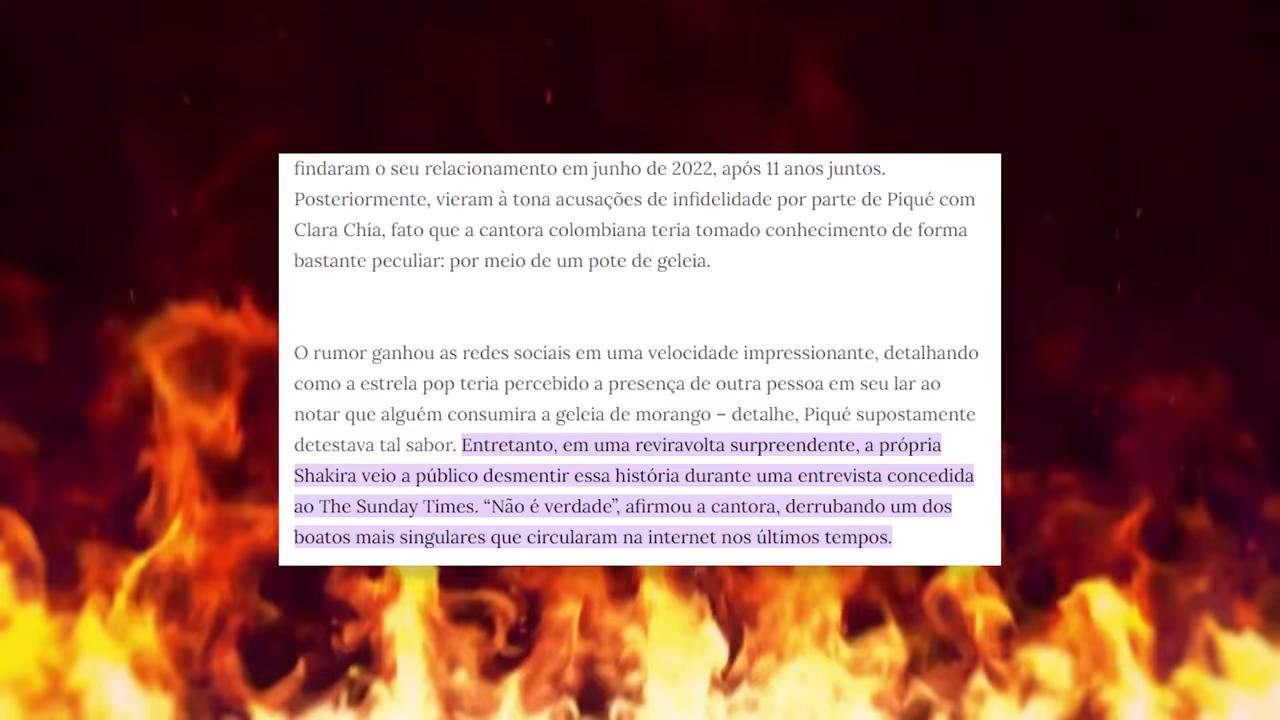 findaram o seu relacionamento em junho de 2022, após 11 anos juntos.
Posteriormente, vieram à tona acusações de infidelidade por parte de Piqué com
Clara Chía, fato que a cantora colombiana teria tomado conhecimento de forma
bastante peculiar: por meio de um pote de geleia.
O rumor ganhou as redes sociais em uma velocidade impressionante, detalhando
como a estrela pop teria percebido a presença de outra pessoa em seu lar ao
notar que alguém consumira a geleia de morango – detalhe, Piqué supostamente
detestava tal sabor. Entretanto, em uma reviravolta surpreendente, a própria
Shakira veio a público desmentir essa história durante uma entrevista concedida
ao The Sunday Times. “Não é verdade”, afirmou a cantora, derrubando um dos
boatos mais singulares que circularam na internet nos últimos tempos.